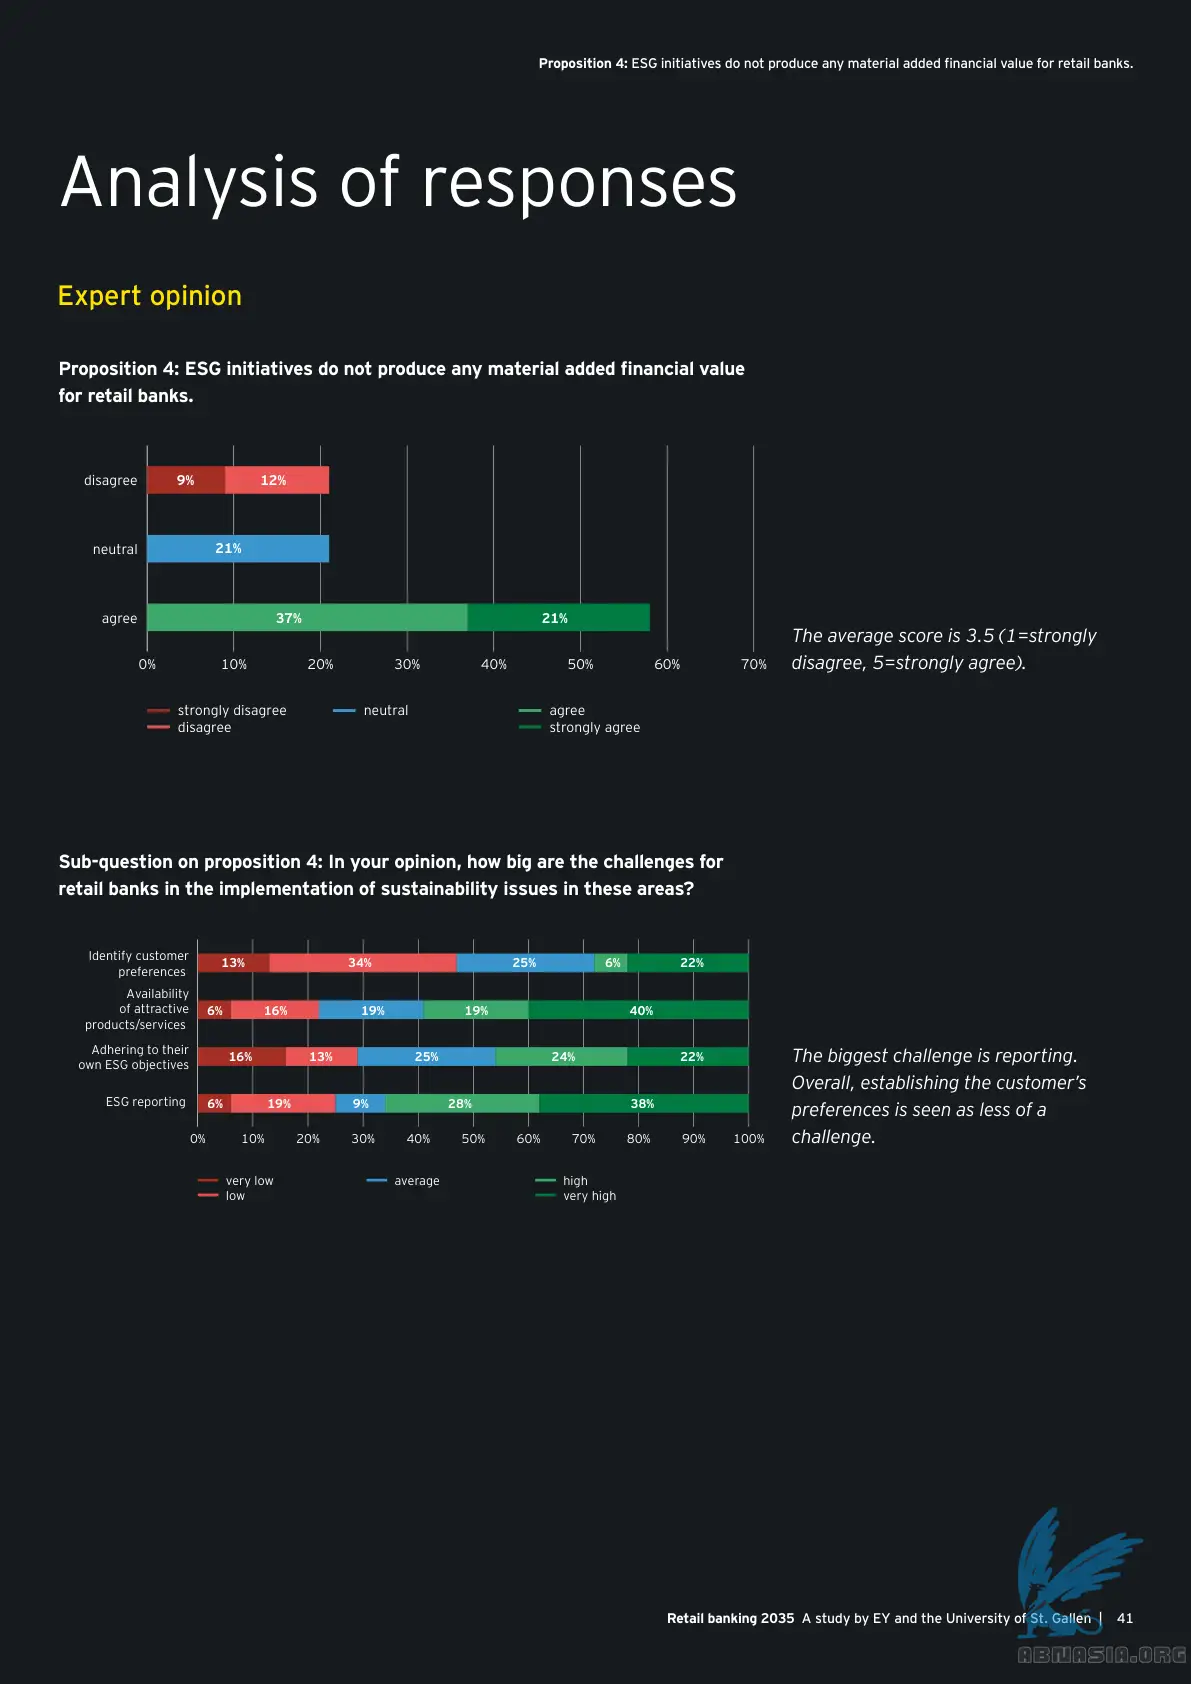 Proposition 4: ESG initiatives do not produce any material added financial value for retail banks.
Analysis of responses
Expert opinion
Proposition 4: ESG initiatives do not produce any material added financial value
for retail banks.
disagree 9% 12%
neutral 21%
agree 37% 21%
0% 10% 20% 30% 40% 50% 60% 70%
The average score is 3.5 (1=strongly
disagree, 5=strongly agree).
strongly disagree neutral agree
disagree strongly agree
Sub-question on proposition 4: In your opinion, how big are the challenges for
retail banks in the implementation of sustainability issues in these areas?
Identify customer
preferences
13% 34% 25% 6% 22%
Availability
of attractive
products/services
6% 16% 19% 19% 40%
Adhering to their
own ESG objectives
16% 13% 25% 24% 22%
ESG reporting 6% 19% 9% 28% 38%
0% 10% 20% 30% 40% 50% 60% 70% 80% 90% 100%
The biggest challenge is reporting.
Overall, establishing the customer's
preferences is seen as less of a
challenge.
very low average high
low very high
Retail banking 2035 A study by EY and the University of St. Gallen | 41
ABNASIA.ORG